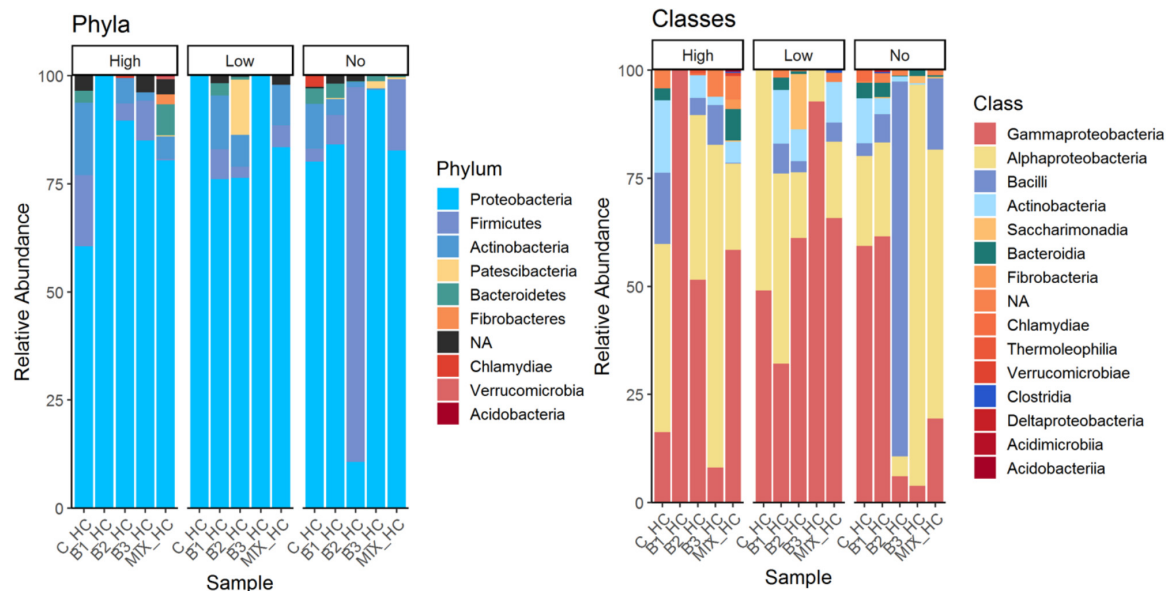 Phyla
High Low No
100
75
50
25
0
Relative Abundance
C_HC
B1_HC
B2_HC
B3_HC
MIX_HC
C_HC
B1_HC
B2_HC
B3_HC
MIX_HC
C_HC
B1_HC
B2_HC
B3_HC
MIX_HC
Sample
Phylum
Proteobacteria
Firmicutes
Actinobacteria
Patescibacteria
Bacteroidetes
Fibrobacteres
NA
Chlamydiae
Verrucomicrobia
Acidobacteria
Classes
High Low No
100
75
50
25
0
Relative Abundance
C_HC
B1_HC
B2_HC
B3_HC
MIX_HC
C_HC
B1_HC
B2_HC
B3_HC
MIX_HC
C_HC
B1_HC
B2_HC
B3_HC
MIX_HC
Sample
Class
Gammaproteobacteria
Alphaproteobacteria
Bacilli
Actinobacteria
Saccharimonadia
Bacteroidia
Fibrobacteria
NA
Chlamydiae
Thermoleophilia
Verrucomicrobiae
Clostridia
Deltaproteobacteria
Acidimicrobiia
Acidobacteriia